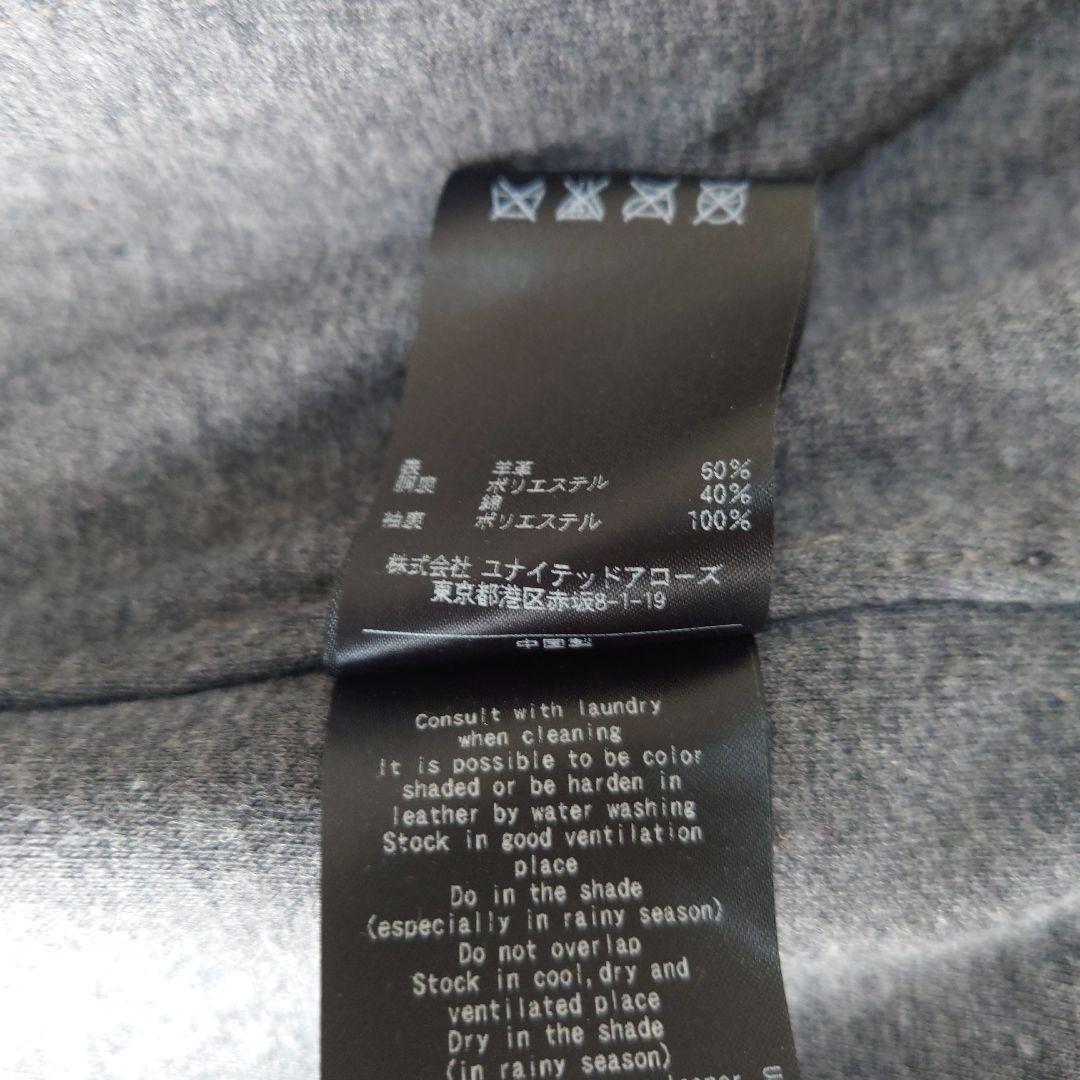 表 羊革
胴裏 ポリエステル 60%
綿 40%
袖裏 ポリエステル 100%
株式会社 ユナイテッドアローズ
東京都港区赤坂8-1-19
中国製
Consult with laundry
when cleaning
It is possible to be color
shaded or be harden in
leather by water washing
Stock in good ventilation
place
Do in the shade
(especially in rainy season)
Do not overlap
Stock in cool,dry and
ventilated place
Dry in the shade
(in rainy season)